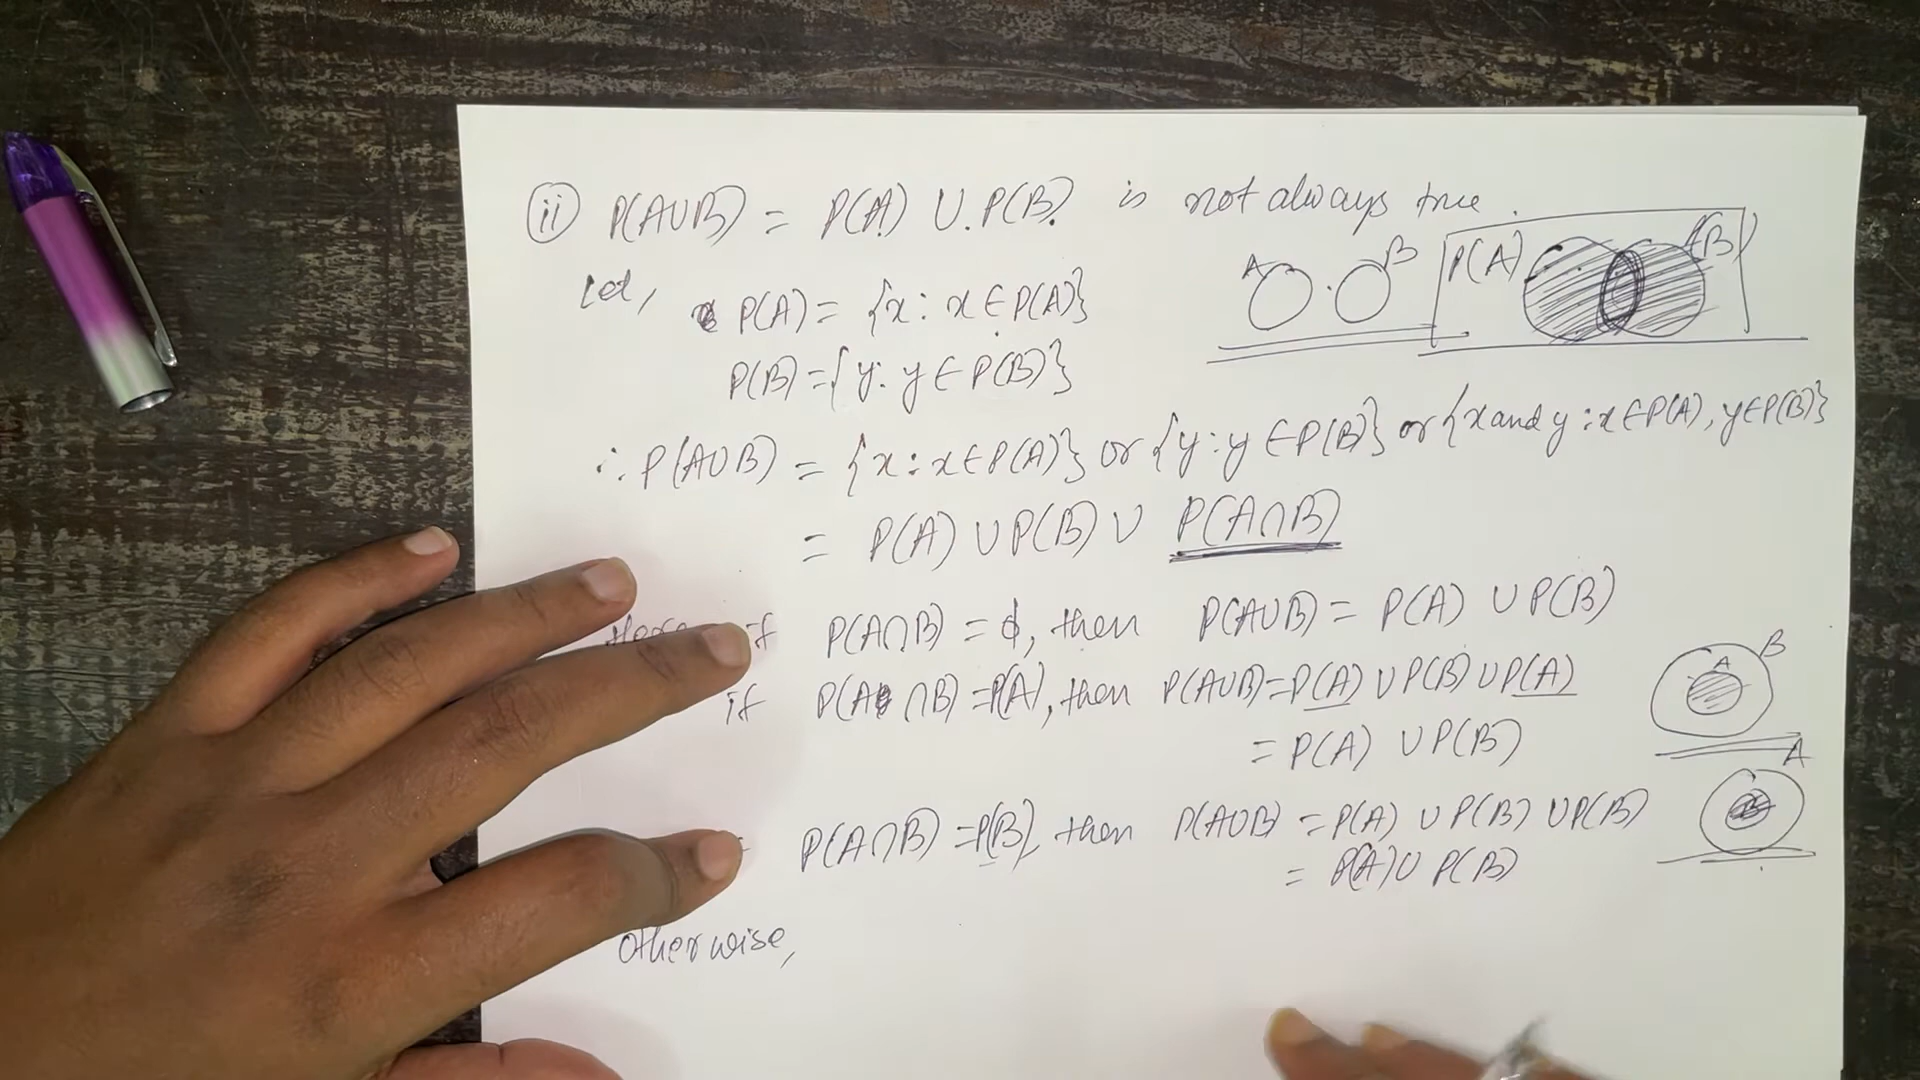 (ii) P(A∪B) = P(A) ∪ P(B) is not always true.
Let, P(A) = {x : x ∈ P(A)}
P(B) = {y : y ∈ P(B)}
A B
P(A) (B)
∴ P(A∪B) = {x : x ∈ P(A)} or {y : y ∈ P(B)} or {x and y : x ∈ P(A), y ∈ P(B)}
= P(A) ∪ P(B) ∪ P(A∩B)
if P(A∩B) = ϕ, then P(A∪B) = P(A) ∪ P(B)
if P(A∩B) = P(A), then P(A∪B) = P(A) ∪ P(B) ∪ P(A)
= P(A) ∪ P(B)
A B
P(A∩B) = P(B), then P(A∪B) = P(A) ∪ P(B) ∪ P(B)
= P(A) ∪ P(B)
A
B
otherwise,